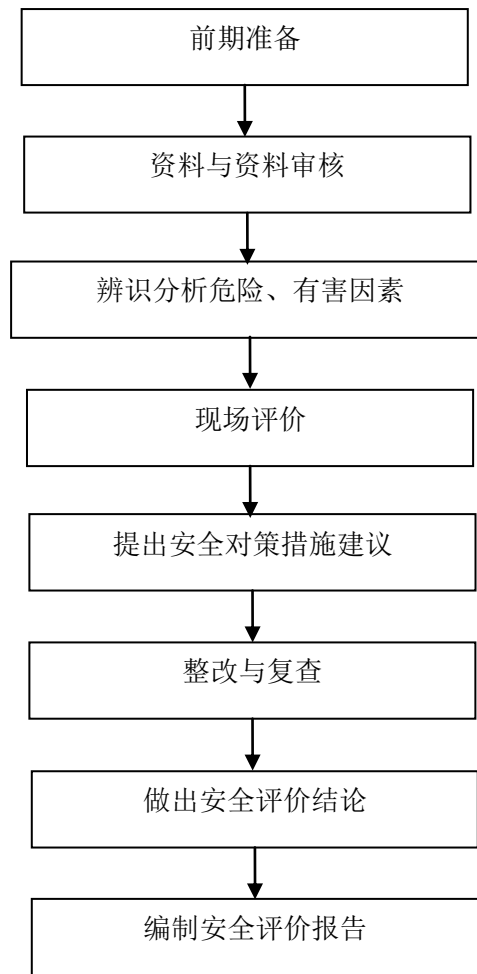 前期准备
资料与资料审核
辨识分析危险、有害因素
现场评价
提出安全对策措施建议
整改与复查
做出安全评价结论
编制安全评价报告